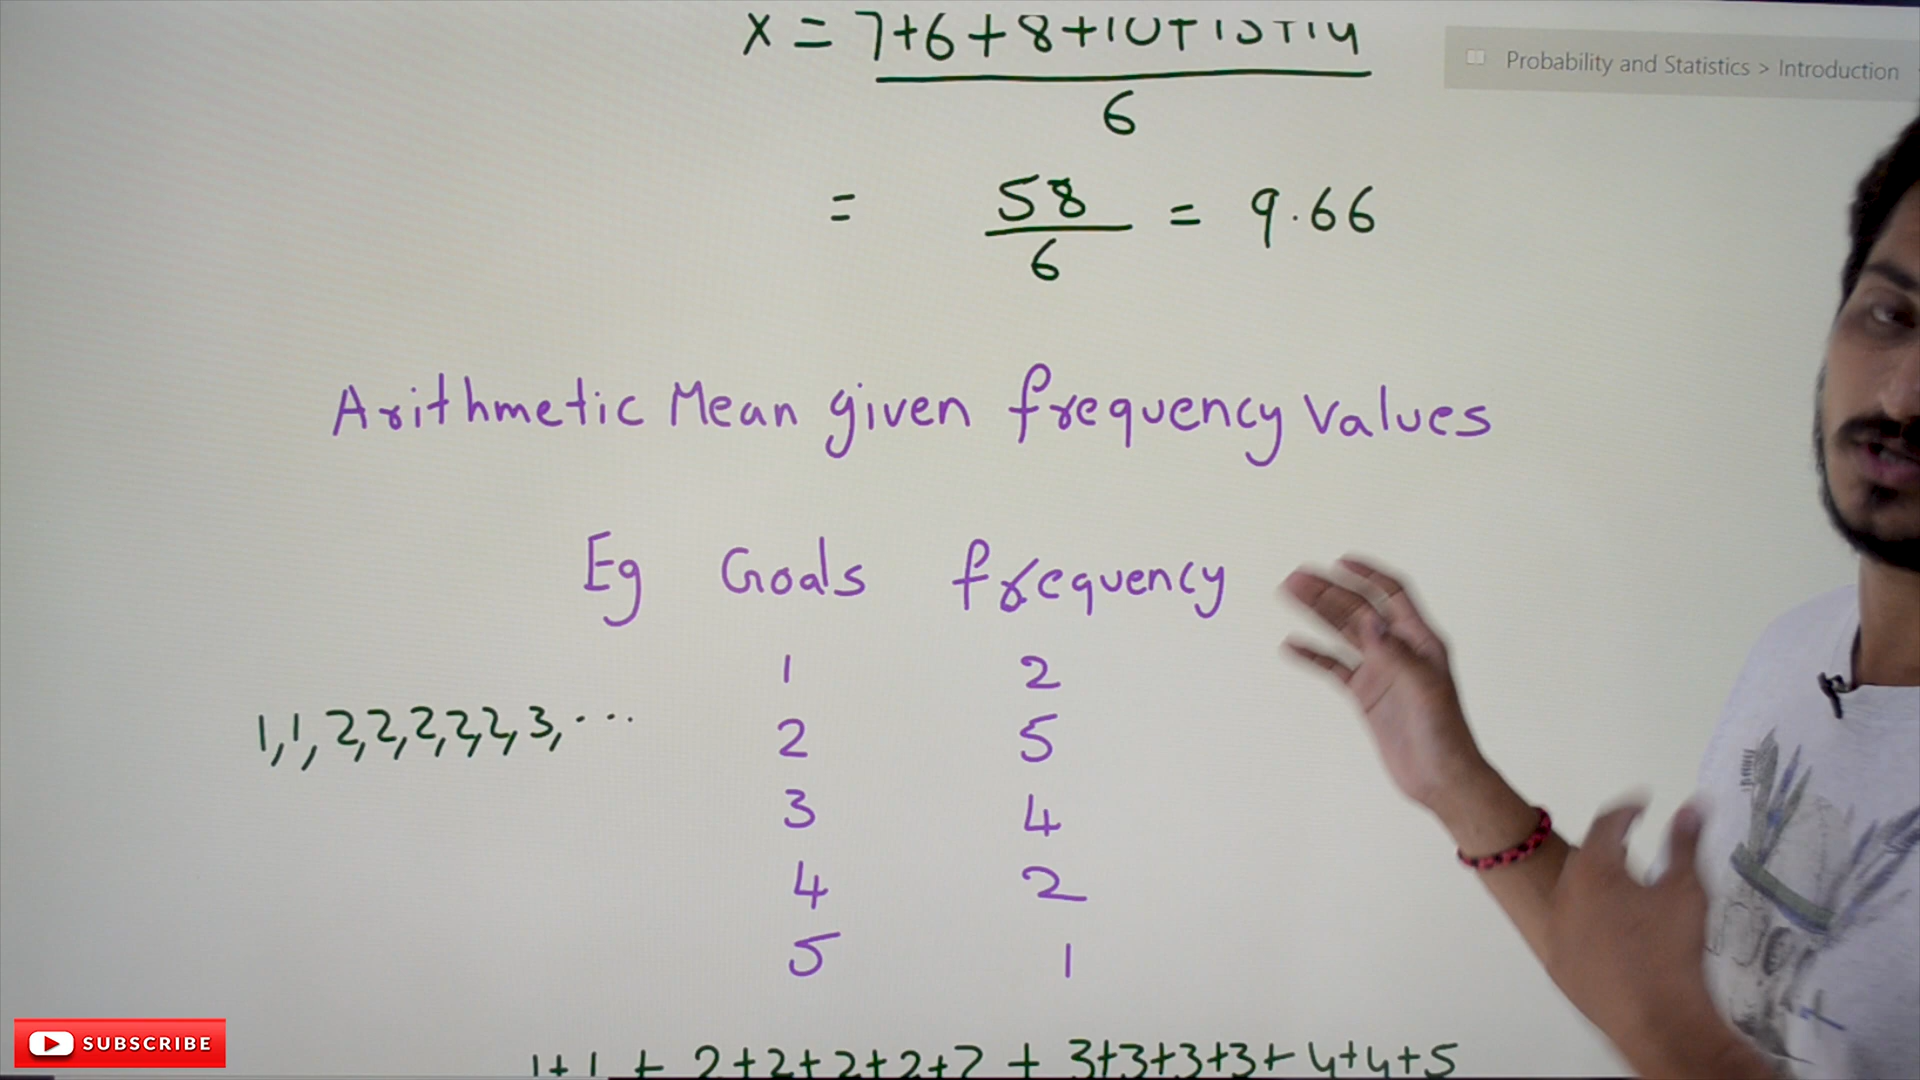 x = 7+6+8+10+13+14
6
= 58 = 9.66
6
Arithmetic Mean given frequency values
Eg Goals frequency
1 2
1,1,2,2,2,2,2,3,... 2 5
3 4
4 2
5 1
1+1 + 2+2+2+2+2 + 3+3+3+3+4+4+5
Probability and Statistics > Introduction
SUBSCRIBE